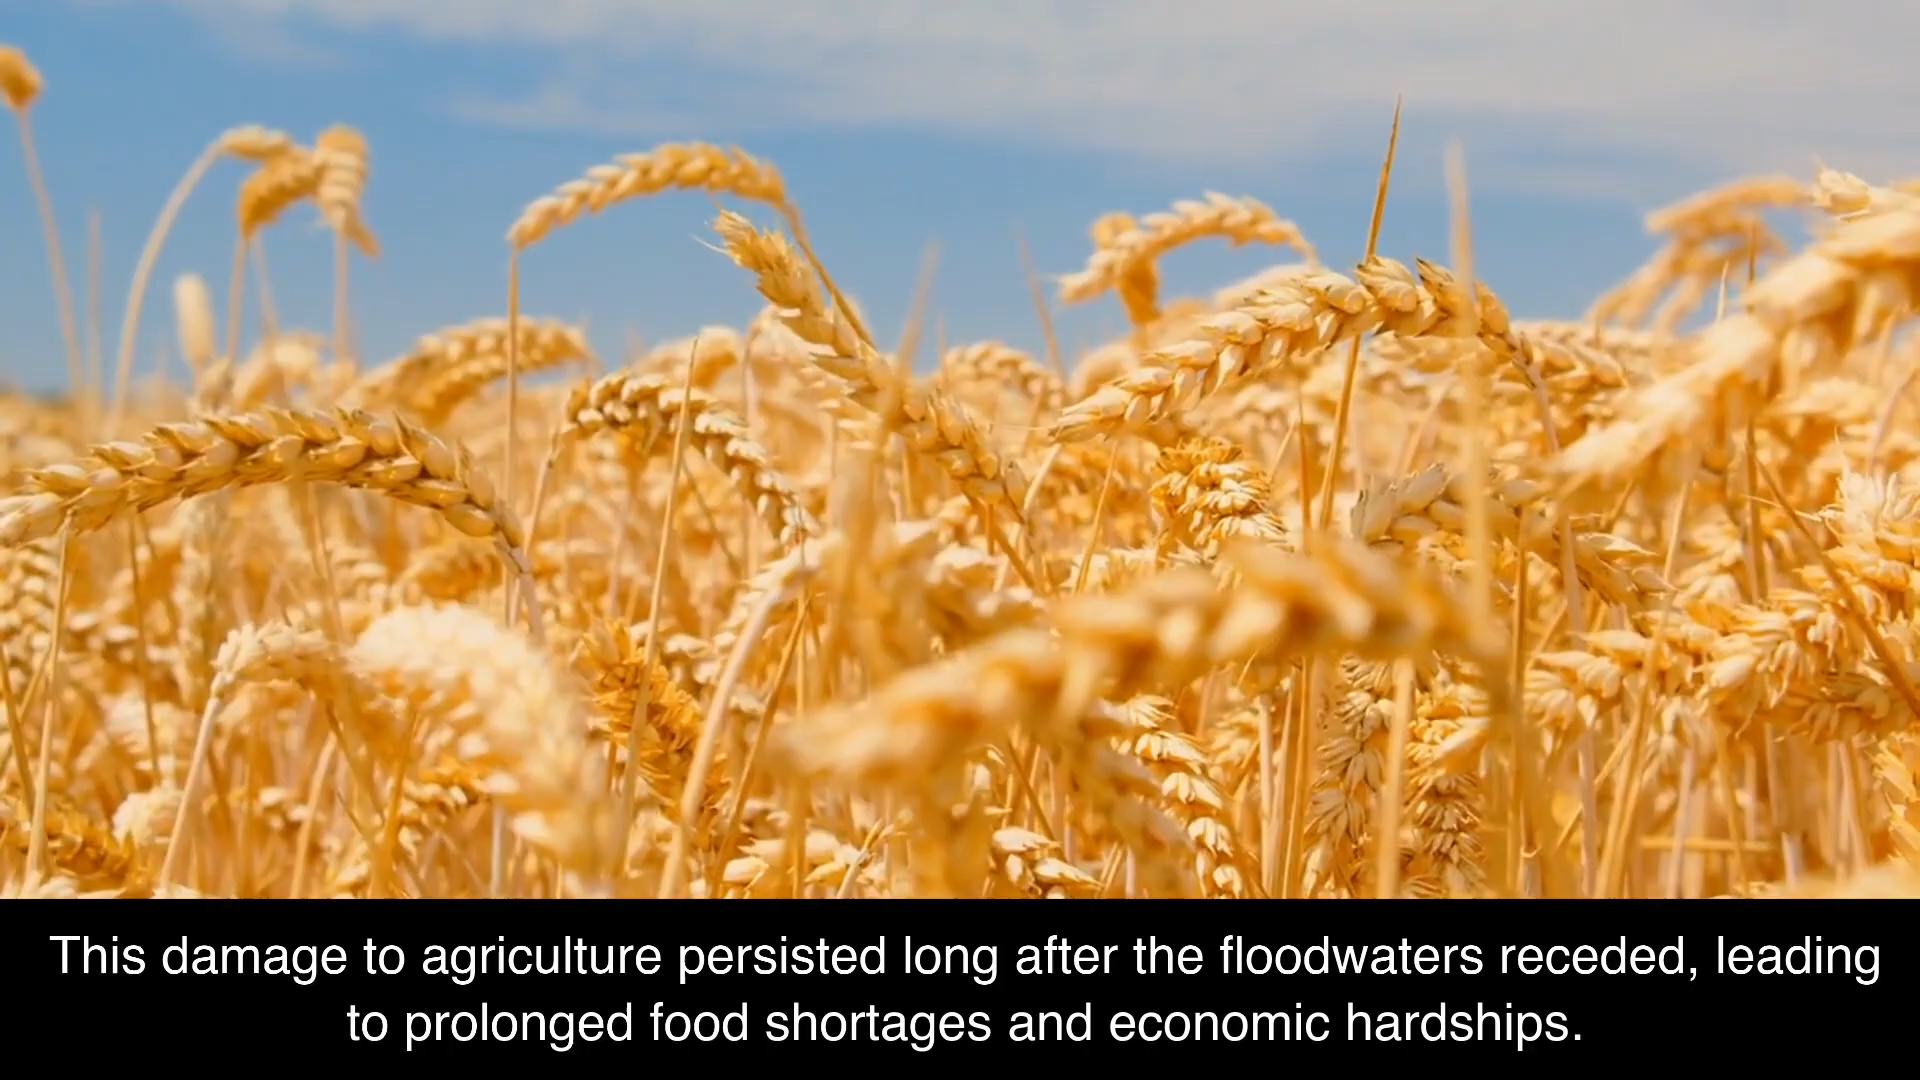 This damage to agriculture persisted long after the floodwaters receded, leading
to prolonged food shortages and economic hardships.